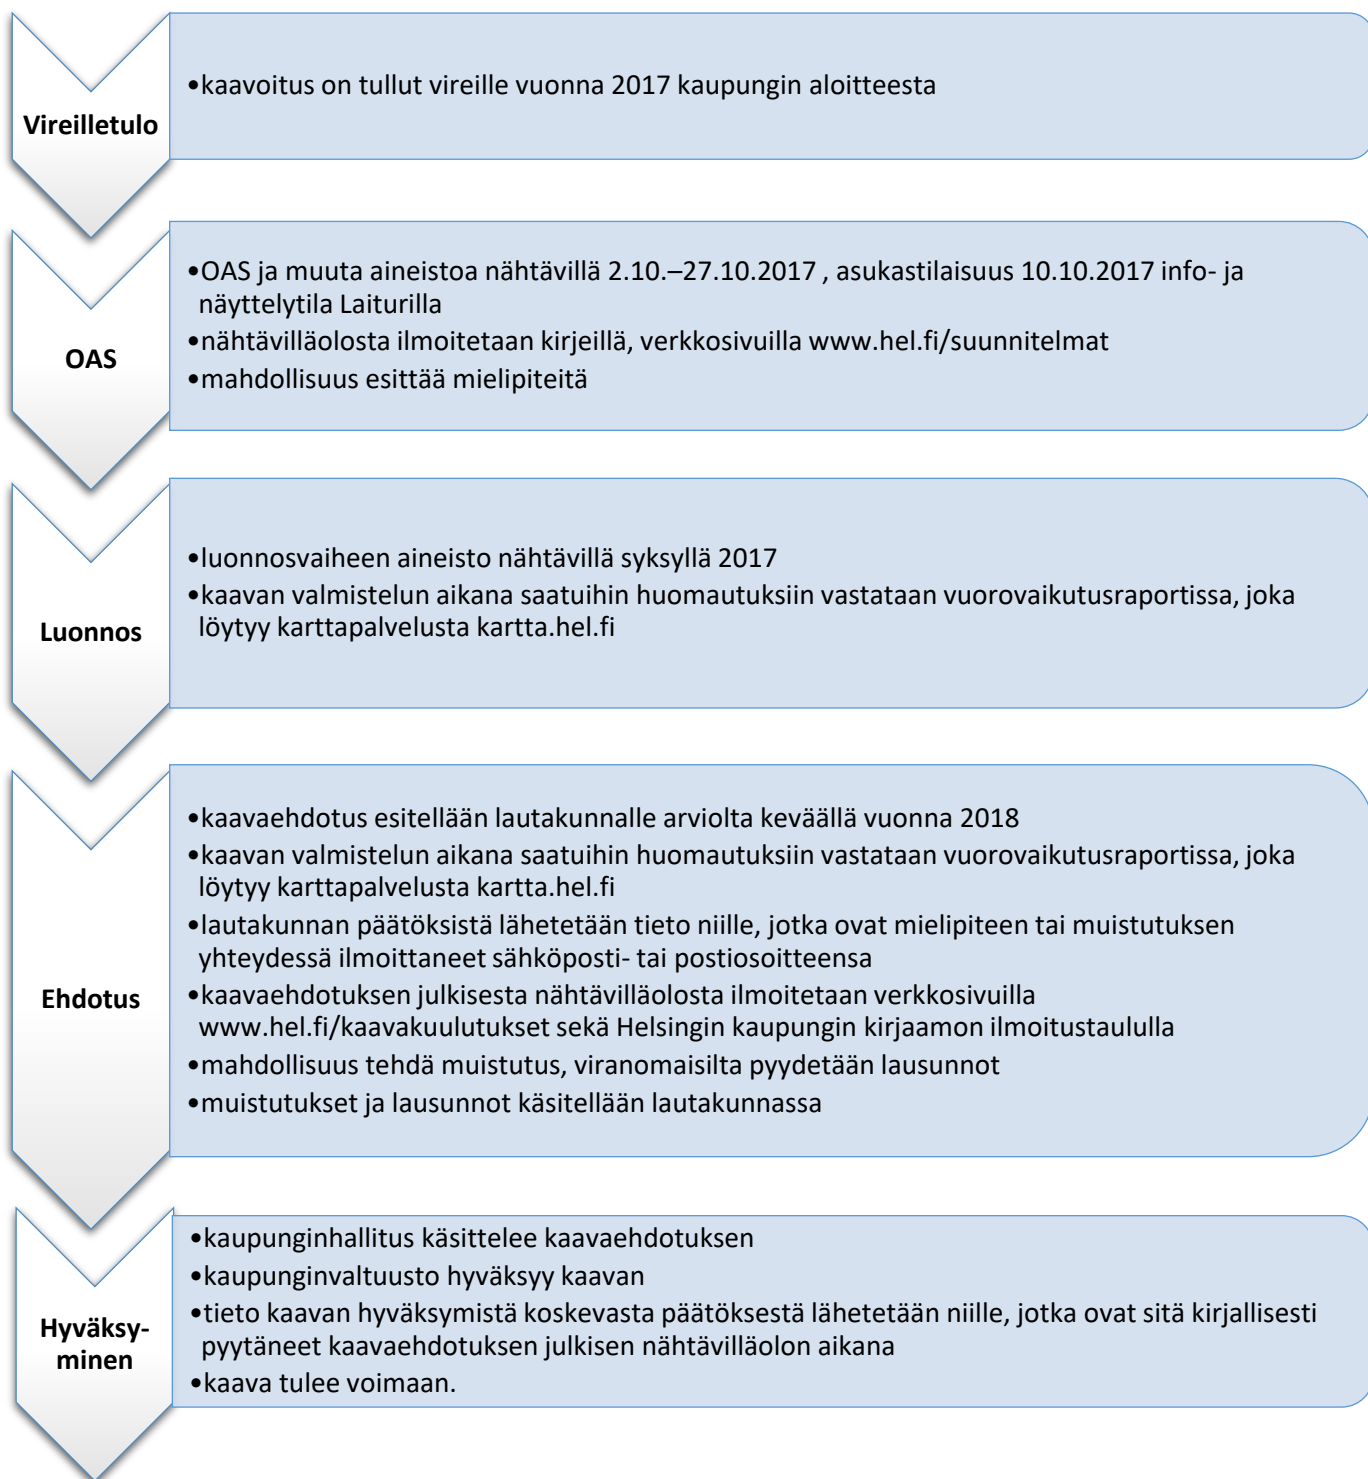 Vireilletulo
•kaavoitus on tullut vireille vuonna 2017 kaupungin aloitteesta
OAS
•OAS ja muuta aineistoa nähtävillä 2.10.–27.10.2017 , asukastilaisuus 10.10.2017 info- ja
näyttelytila Laiturilla
•nähtävilläolosta ilmoitetaan kirjeillä, verkkosivuilla www.hel.fi/suunnitelmat
•mahdollisuus esittää mielipiteitä
Luonnos
•luonnosvaiheen aineisto nähtävillä syksyllä 2017
•kaavan valmistelun aikana saatuihin huomautuksiin vastataan vuorovaikutusraportissa, joka
löytyy karttapalvelusta kartta.hel.fi
Ehdotus
•kaavaehdotus esitellään lautakunnalle arviolta keväällä vuonna 2018
•kaavan valmistelun aikana saatuihin huomautuksiin vastataan vuorovaikutusraportissa, joka
löytyy karttapalvelusta kartta.hel.fi
•lautakunnan päätöksistä lähetetään tieto niille, jotka ovat mielipiteen tai muistutuksen
yhteydessä ilmoittaneet sähköposti- tai postiosoitteensa
•kaavaehdotuksen julkisesta nähtävilläolosta ilmoitetaan verkkosivuilla
www.hel.fi/kaavakuulutukset sekä Helsingin kaupungin kirjaamon ilmoitustaululla
•mahdollisuus tehdä muistutus, viranomaisilta pyydetään lausunnot
•muistutukset ja lausunnot käsitellään lautakunnassa
Hyväksy-
minen
•kaupunginhallitus käsittelee kaavaehdotuksen
•kaupunginvaltuusto hyväksyy kaavan
•tieto kaavan hyväksymistä koskevasta päätöksestä lähetetään niille, jotka ovat sitä kirjallisesti
pyytäneet kaavaehdotuksen julkisen nähtävilläolon aikana
•kaava tulee voimaan.